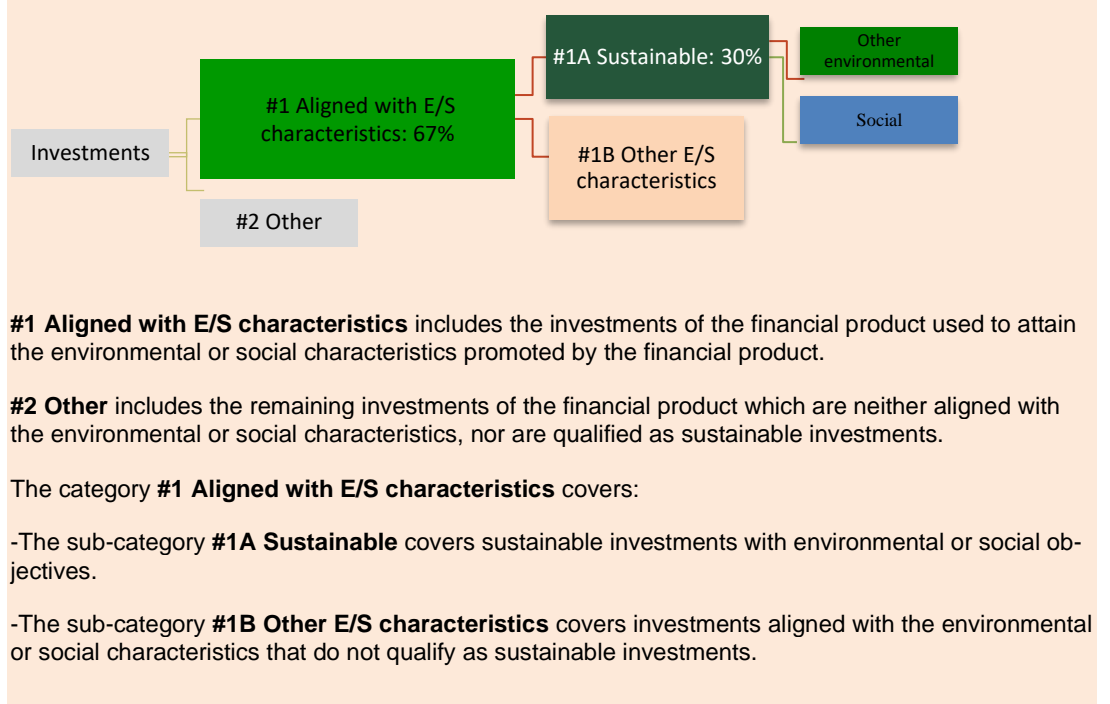 Investments
#1 Aligned with E/S
characteristics: 67%
#2 Other
#1A Sustainable: 30%
#1B Other E/S
characteristics
Other
environmental
Social
#1 Aligned with E/S characteristics includes the investments of the financial product used to attain
the environmental or social characteristics promoted by the financial product.
#2 Other includes the remaining investments of the financial product which are neither aligned with
the environmental or social characteristics, nor are qualified as sustainable investments.
The category #1 Aligned with E/S characteristics covers:
-The sub-category #1A Sustainable covers sustainable investments with environmental or social ob-
jectives.
-The sub-category #1B Other E/S characteristics covers investments aligned with the environmental
or social characteristics that do not qualify as sustainable investments.